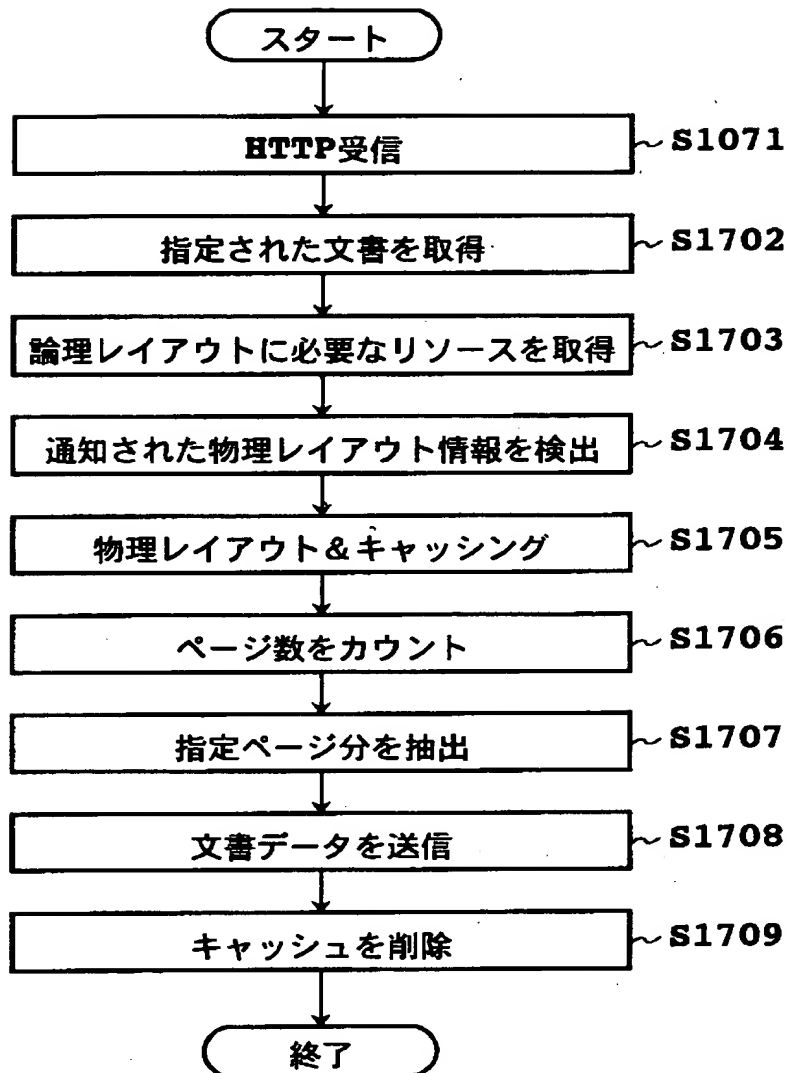 スタート
HTTP受信 S1071
指定された文書を取得 S1702
論理レイアウトに必要なリソースを取得 S1703
通知された物理レイアウト情報を検出 S1704
物理レイアウト&キャッシング S1705
ページ数をカウント S1706
指定ページ分を抽出 S1707
文書データを送信 S1708
キャッシュを削除 S1709
終了